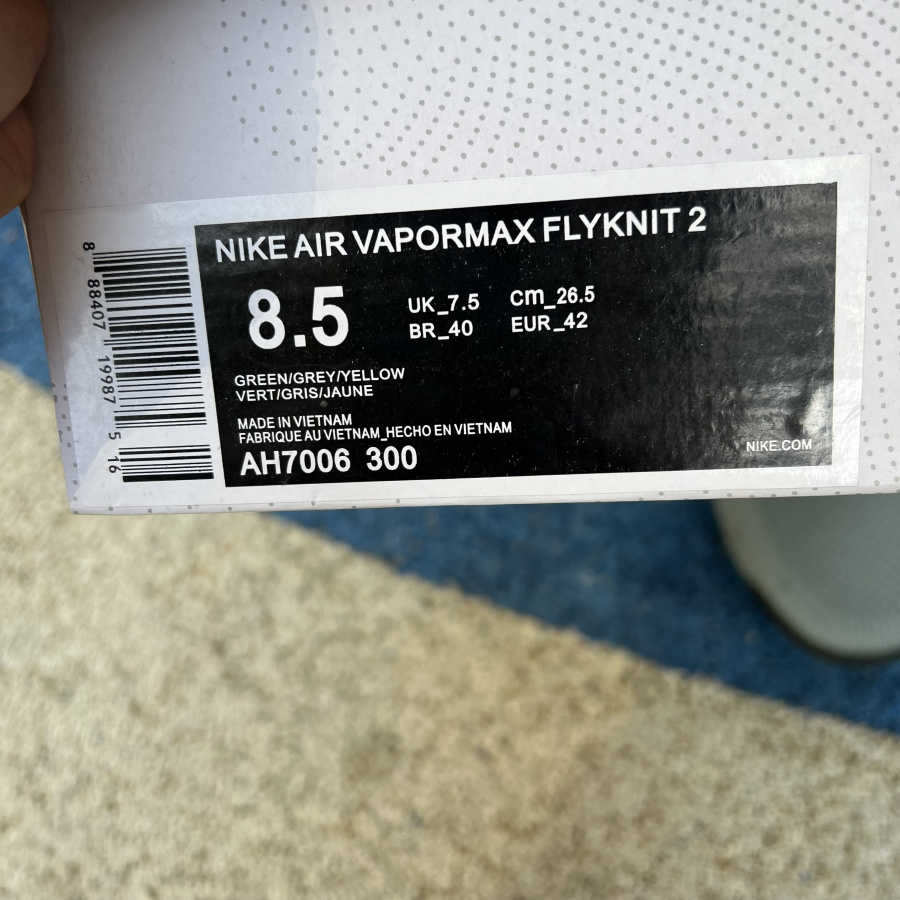 NIKE AIR VAPORMAX FLYKNIT 2
8.5
UK_7.5 cm_26.5
BR_40 EUR_42
GREEN/GREY/YELLOW
VERT/GRIS/JAUNE
MADE IN VIETNAM
FABRIQUE AU VIETNAM_HECHO EN VIETNAM
AH7006 300
NIKE.COM
8 88407 19987 5 16